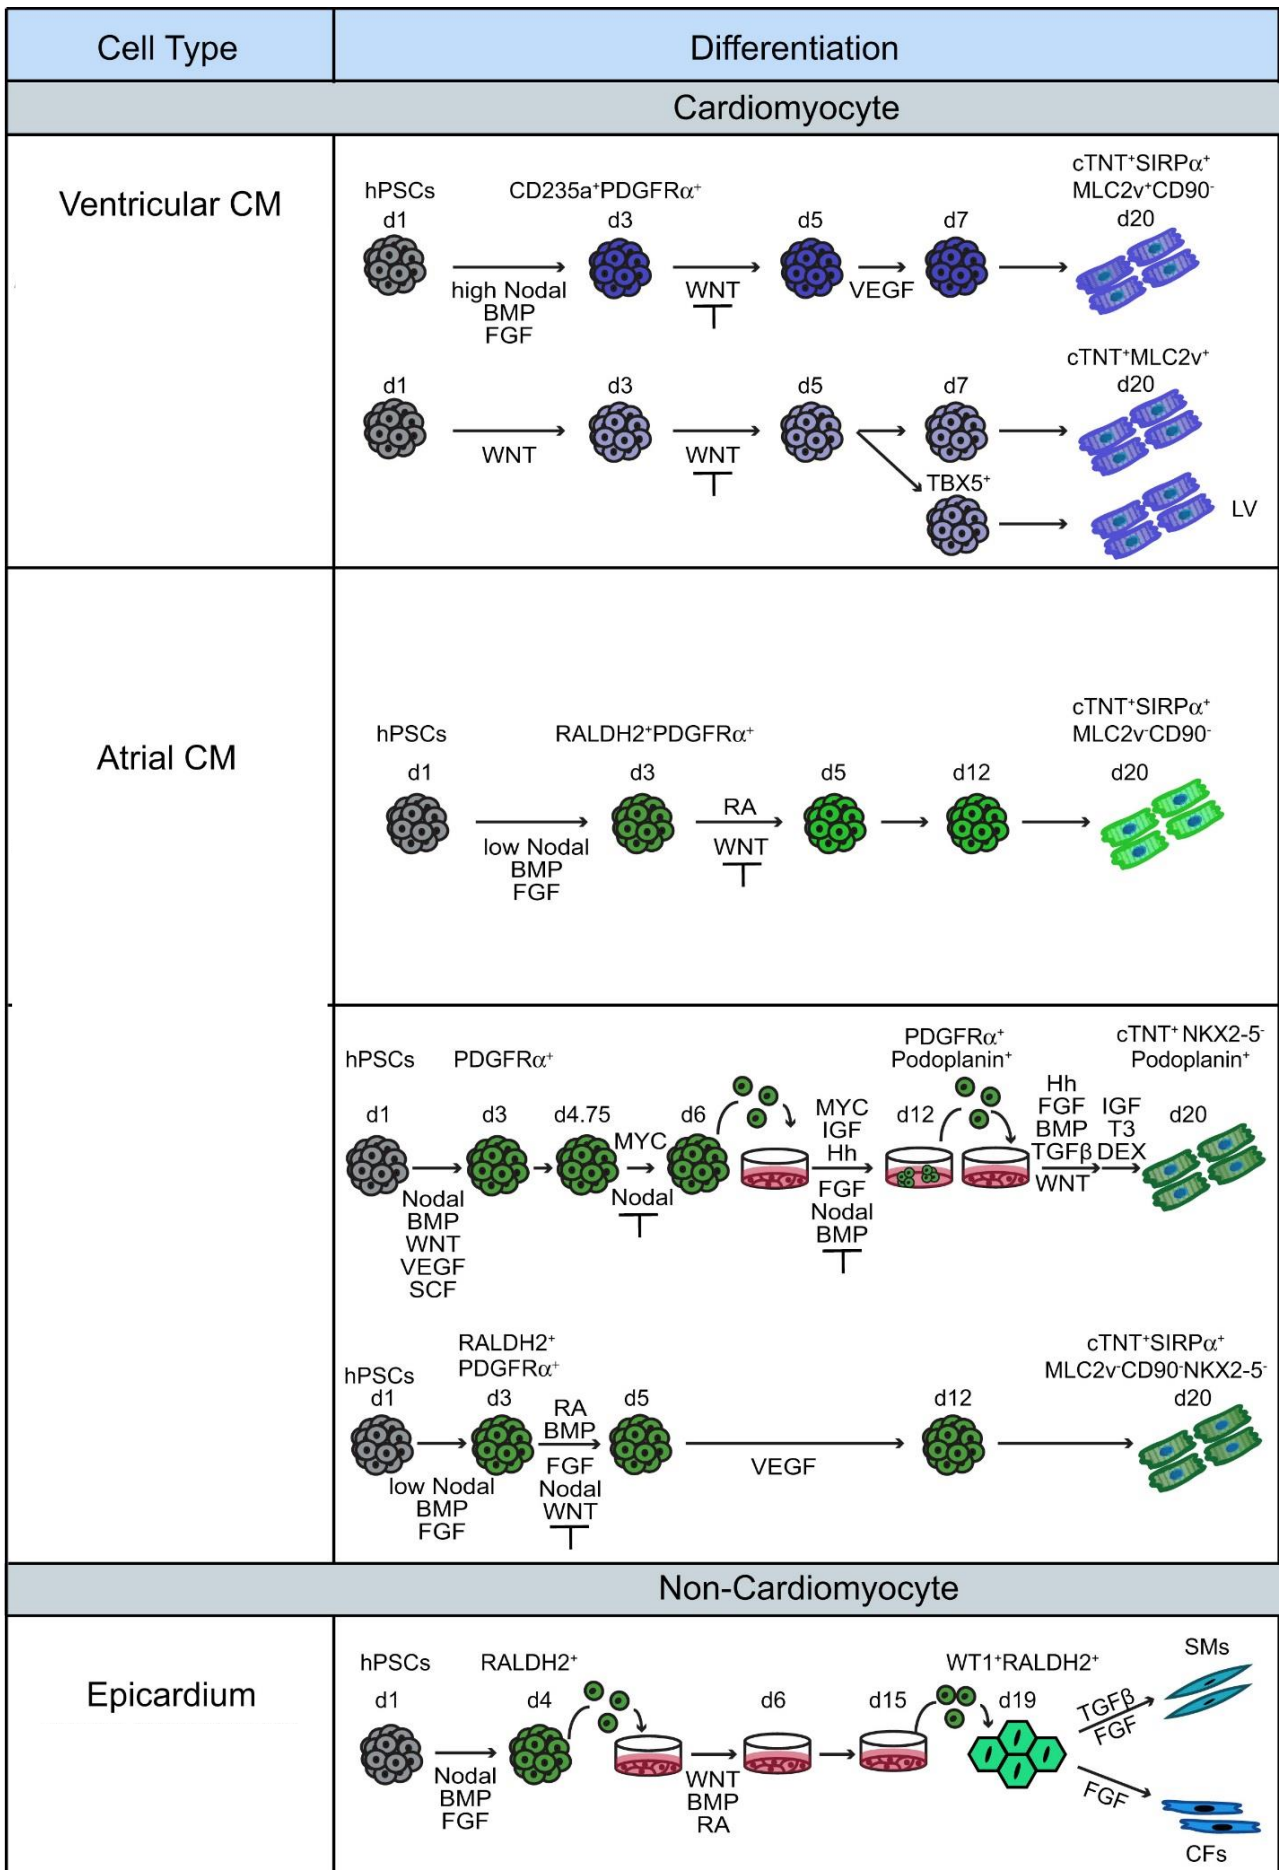 Cell Type
Differentiation
Cardiomyocyte
Ventricular CM
hPSCs
CD235a⁺PDGFRα⁺
cTNT⁺SIRPα⁺
MLC2v⁺CD90⁻
d1
d3
d5
d7
d20
high Nodal
BMP
FGF
WNT
VEGF
cTNT⁺MLC2v⁺
d1
d3
d5
d7
d20
WNT
WNT
TBX5⁺
LV
Atrial CM
hPSCs
RALDH2⁺PDGFRα⁺
cTNT⁺SIRPα⁺
MLC2v⁻CD90⁻
d1
d3
d5
d12
d20
low Nodal
BMP
FGF
RA
WNT
hPSCs
PDGFRα⁺
PDGFRα⁺
Podoplanin⁺
cTNT⁺NKX2-5⁻
Podoplanin⁺
d1
d3
d4.75
d6
d12
d20
Nodal
BMP
WNT
VEGF
SCF
MYC
Nodal
MYC
IGF
Hh
FGF
Nodal
BMP
Hh
FGF
BMP
TGFβ
WNT
IGF
T3
DEX
hPSCs
RALDH2⁺
PDGFRα⁺
cTNT⁺SIRPα⁺
MLC2v⁻CD90⁻NKX2-5⁻
d1
d3
d5
d12
d20
low Nodal
BMP
FGF
RA
BMP
FGF
Nodal
WNT
VEGF
Non-Cardiomyocyte
Epicardium
hPSCs
RALDH2⁺
WT1⁺RALDH2⁺
SMs
d1
d4
d6
d15
d19
Nodal
BMP
FGF
WNT
BMP
RA
TGFβ
FGF
FGF
CFs